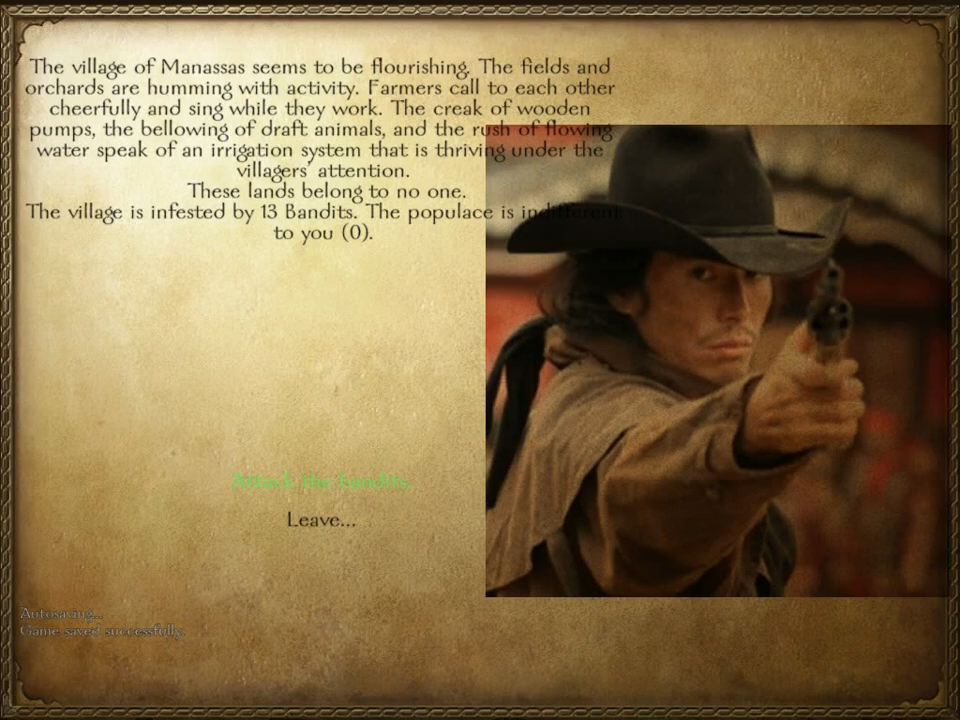 The village of Manassas seems to be flourishing. The fields and
orchards are humming with activity. Farmers call to each other
cheerfully and sing while they work. The creak of wooden
pumps, the bellowing of draft animals, and the rush of flowing
water speak of an irrigation system that is thriving under the
villagers' attention.
These lands belong to no one.
The village is infested by 13 Bandits. The populace is indifferent
to you (0).
Attack the bandits.
Leave...
Autosaving...
Game saved successfully.